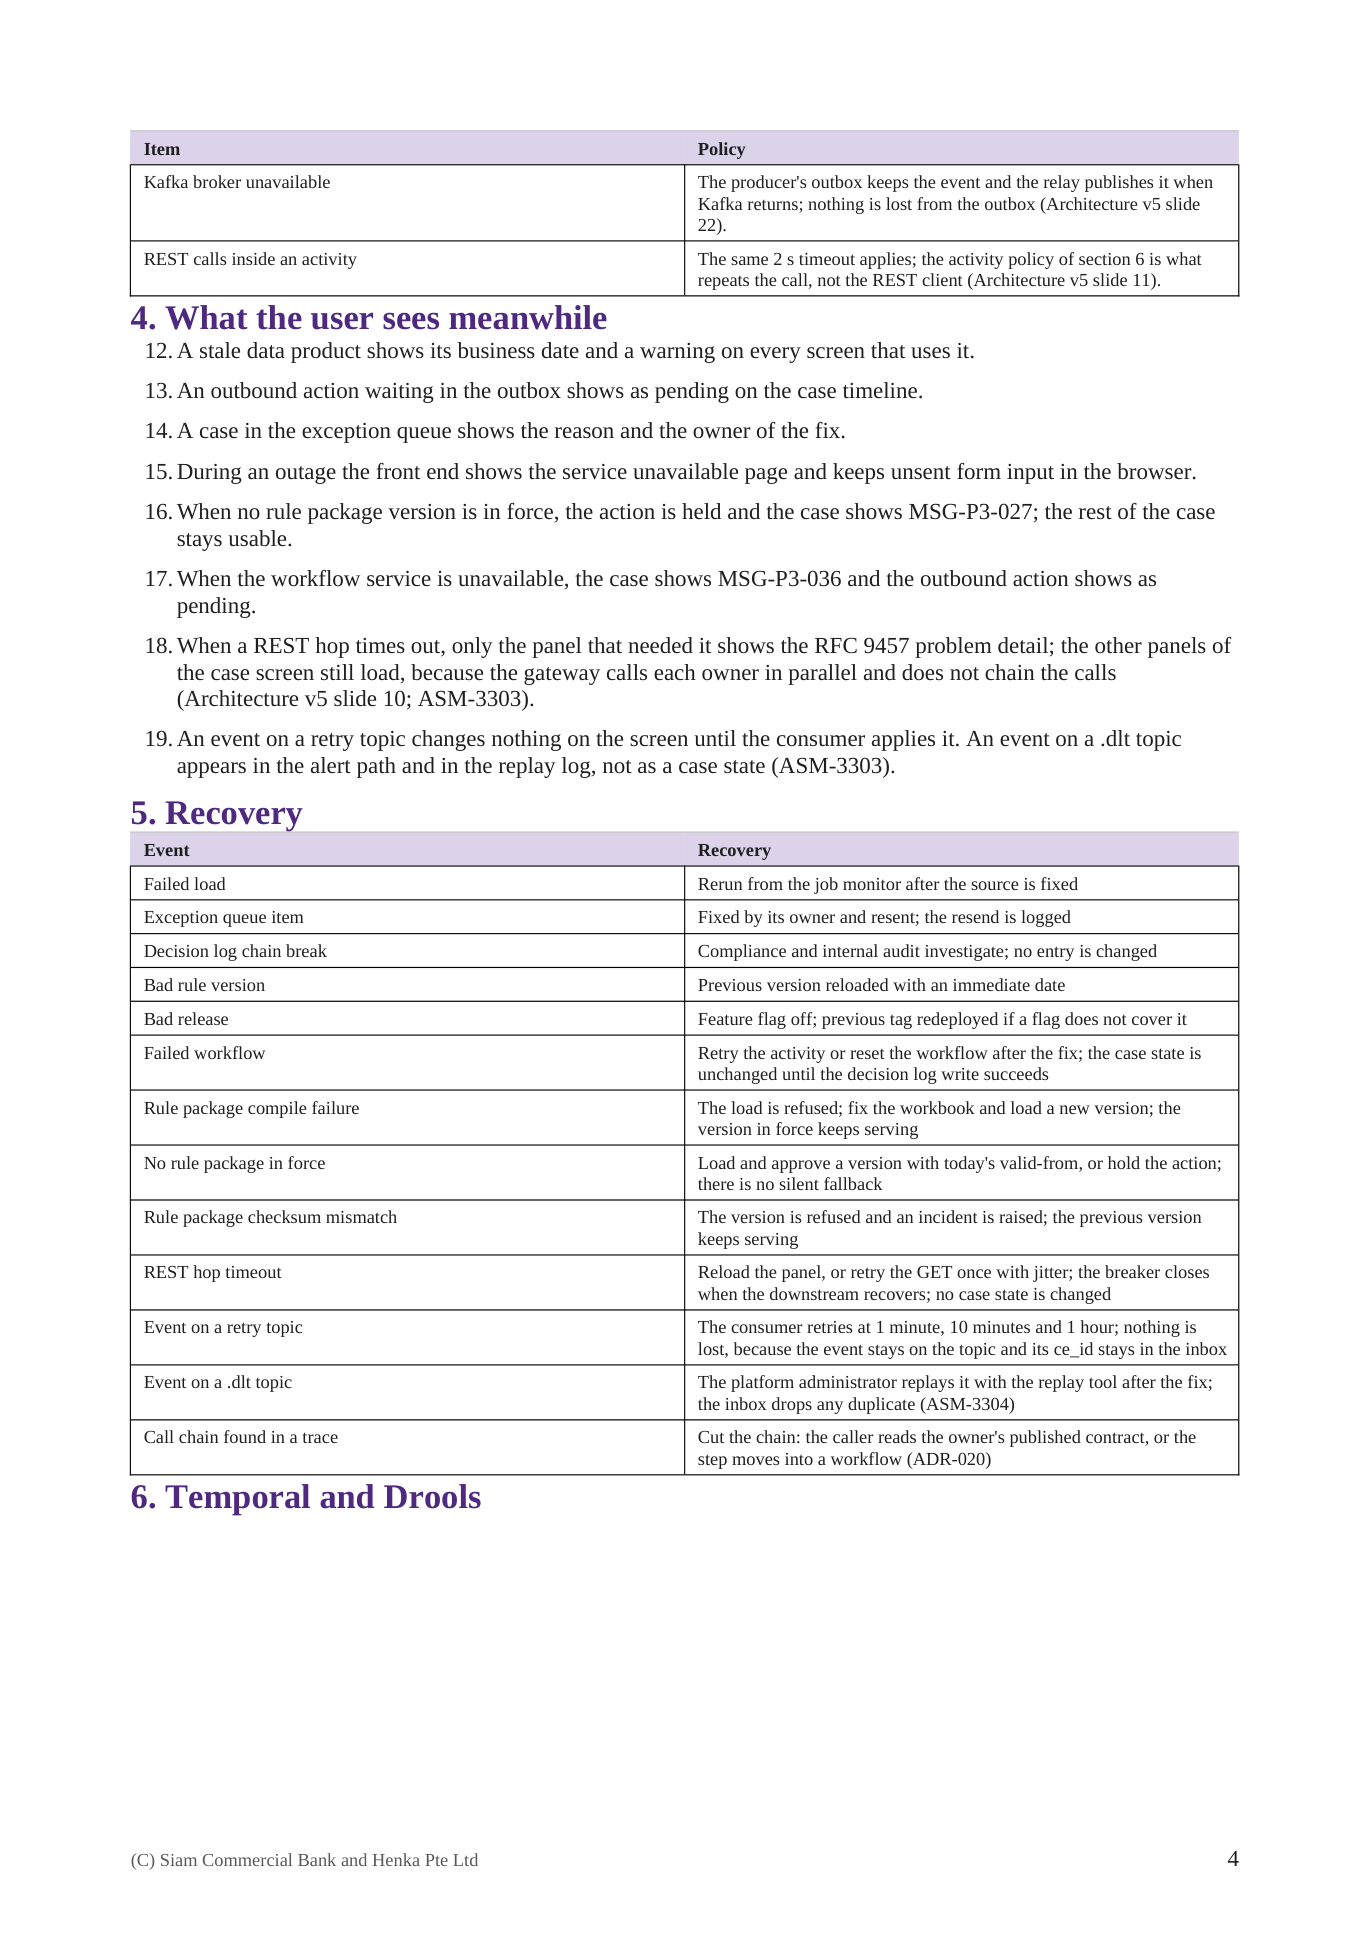 Item
Policy
Kafka broker unavailable
The producer's outbox keeps the event and the relay publishes it when
Kafka returns; nothing is lost from the outbox (Architecture v5 slide
22).
REST calls inside an activity
The same 2 s timeout applies; the activity policy of section 6 is what
repeats the call, not the REST client (Architecture v5 slide 11).
4. What the user sees meanwhile
12. A stale data product shows its business date and a warning on every screen that uses it.
13. An outbound action waiting in the outbox shows as pending on the case timeline.
14. A case in the exception queue shows the reason and the owner of the fix.
15. During an outage the front end shows the service unavailable page and keeps unsent form input in the browser.
16. When no rule package version is in force, the action is held and the case shows MSG-P3-027; the rest of the case
stays usable.
17. When the workflow service is unavailable, the case shows MSG-P3-036 and the outbound action shows as
pending.
18. When a REST hop times out, only the panel that needed it shows the RFC 9457 problem detail; the other panels of
the case screen still load, because the gateway calls each owner in parallel and does not chain the calls
(Architecture v5 slide 10; ASM-3303).
19. An event on a retry topic changes nothing on the screen until the consumer applies it. An event on a .dlt topic
appears in the alert path and in the replay log, not as a case state (ASM-3303).
5. Recovery
Event
Recovery
Failed load
Rerun from the job monitor after the source is fixed
Exception queue item
Fixed by its owner and resent; the resend is logged
Decision log chain break
Compliance and internal audit investigate; no entry is changed
Bad rule version
Previous version reloaded with an immediate date
Bad release
Feature flag off; previous tag redeployed if a flag does not cover it
Failed workflow
Retry the activity or reset the workflow after the fix; the case state is
unchanged until the decision log write succeeds
Rule package compile failure
The load is refused; fix the workbook and load a new version; the
version in force keeps serving
No rule package in force
Load and approve a version with today's valid-from, or hold the action;
there is no silent fallback
Rule package checksum mismatch
The version is refused and an incident is raised; the previous version
keeps serving
REST hop timeout
Reload the panel, or retry the GET once with jitter; the breaker closes
when the downstream recovers; no case state is changed
Event on a retry topic
The consumer retries at 1 minute, 10 minutes and 1 hour; nothing is
lost, because the event stays on the topic and its ce_id stays in the inbox
Event on a .dlt topic
The platform administrator replays it with the replay tool after the fix;
the inbox drops any duplicate (ASM-3304)
Call chain found in a trace
Cut the chain: the caller reads the owner's published contract, or the
step moves into a workflow (ADR-020)
6. Temporal and Drools
(C) Siam Commercial Bank and Henka Pte Ltd
4